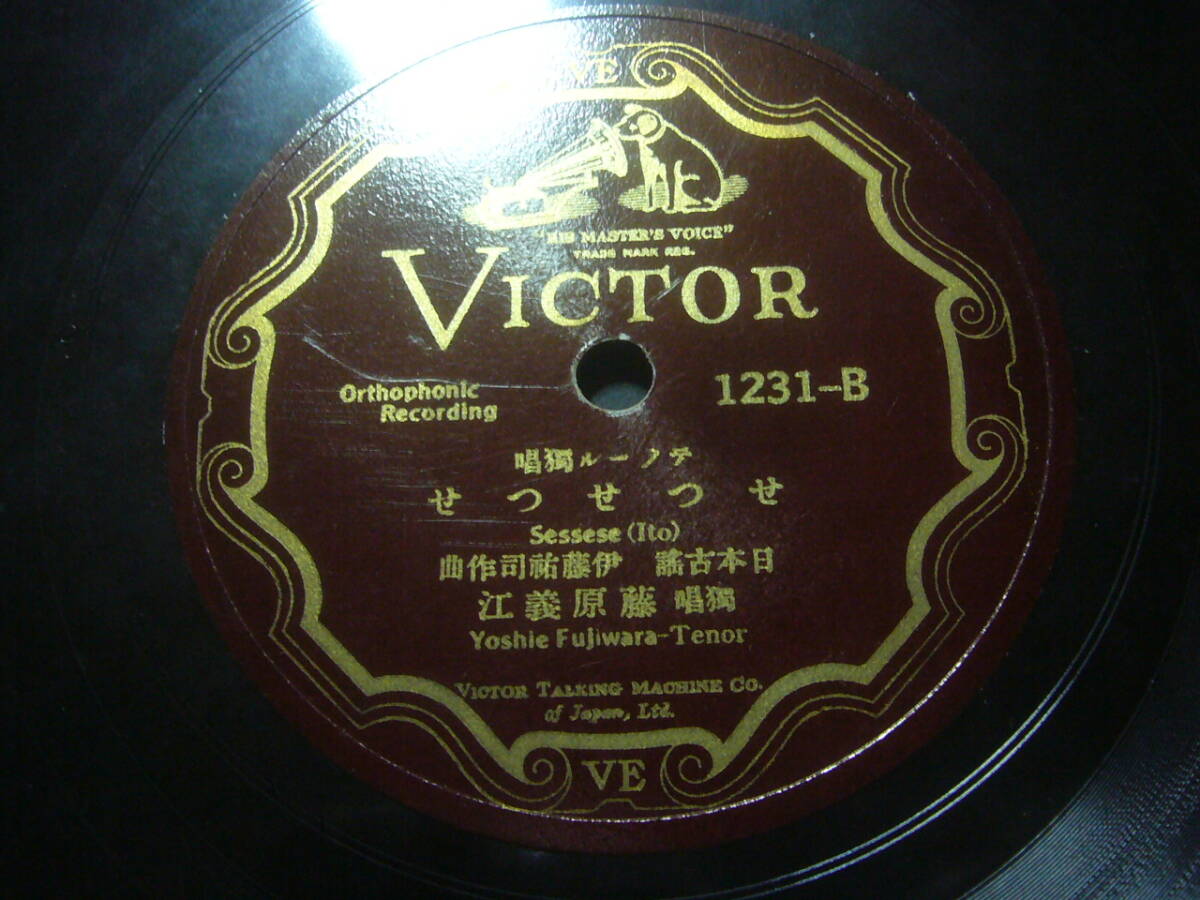 VE
"HIS MASTER'S VOICE"
TRADE MARK REG.
VICTOR
Orthophonic
Recording
1231-B
テノール獨唱
せつせつせ
Sessese (Ito)
日本古謠 伊藤祐司作曲
獨唱 藤原義江
Yoshie Fujiwara-Tenor
VICTOR TALKING MACHINE CO.
of Japan, Ltd.
VE